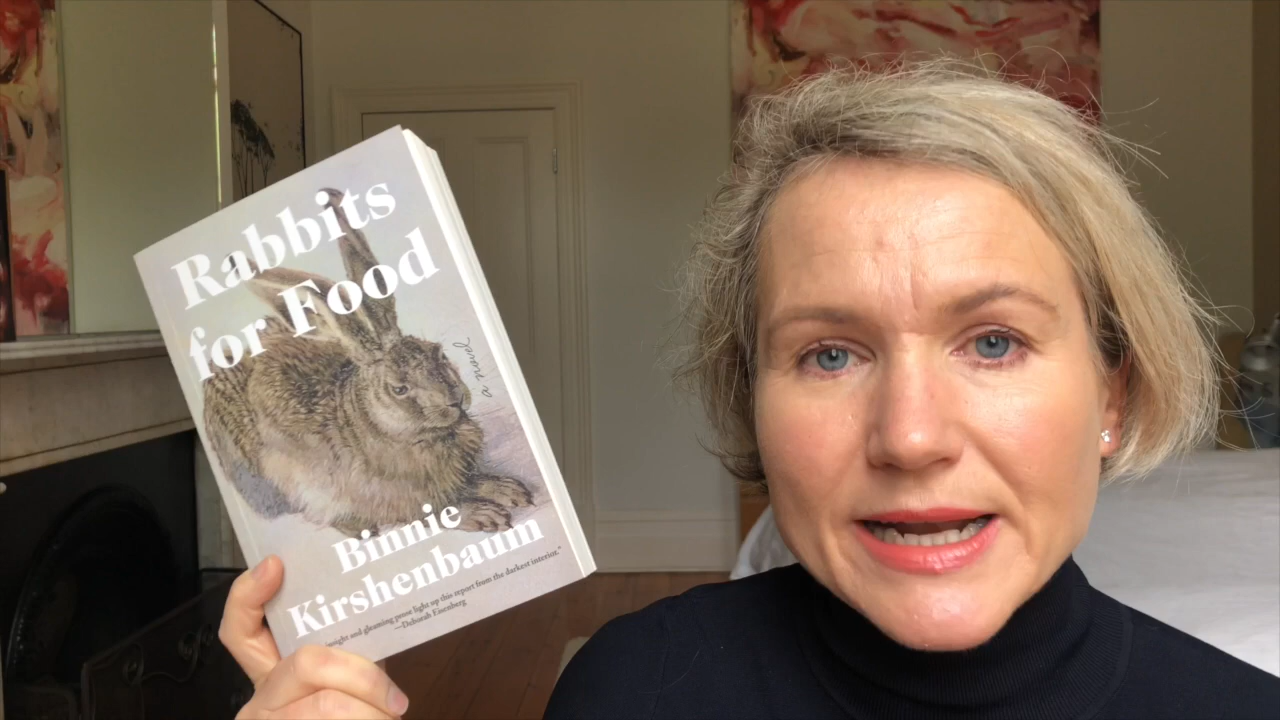 Rabbits
for Food
a novel
Binnie
Kirshenbaum
insight and gleaming prose light up this report from the darkest interior."
—Deborah Eisenberg